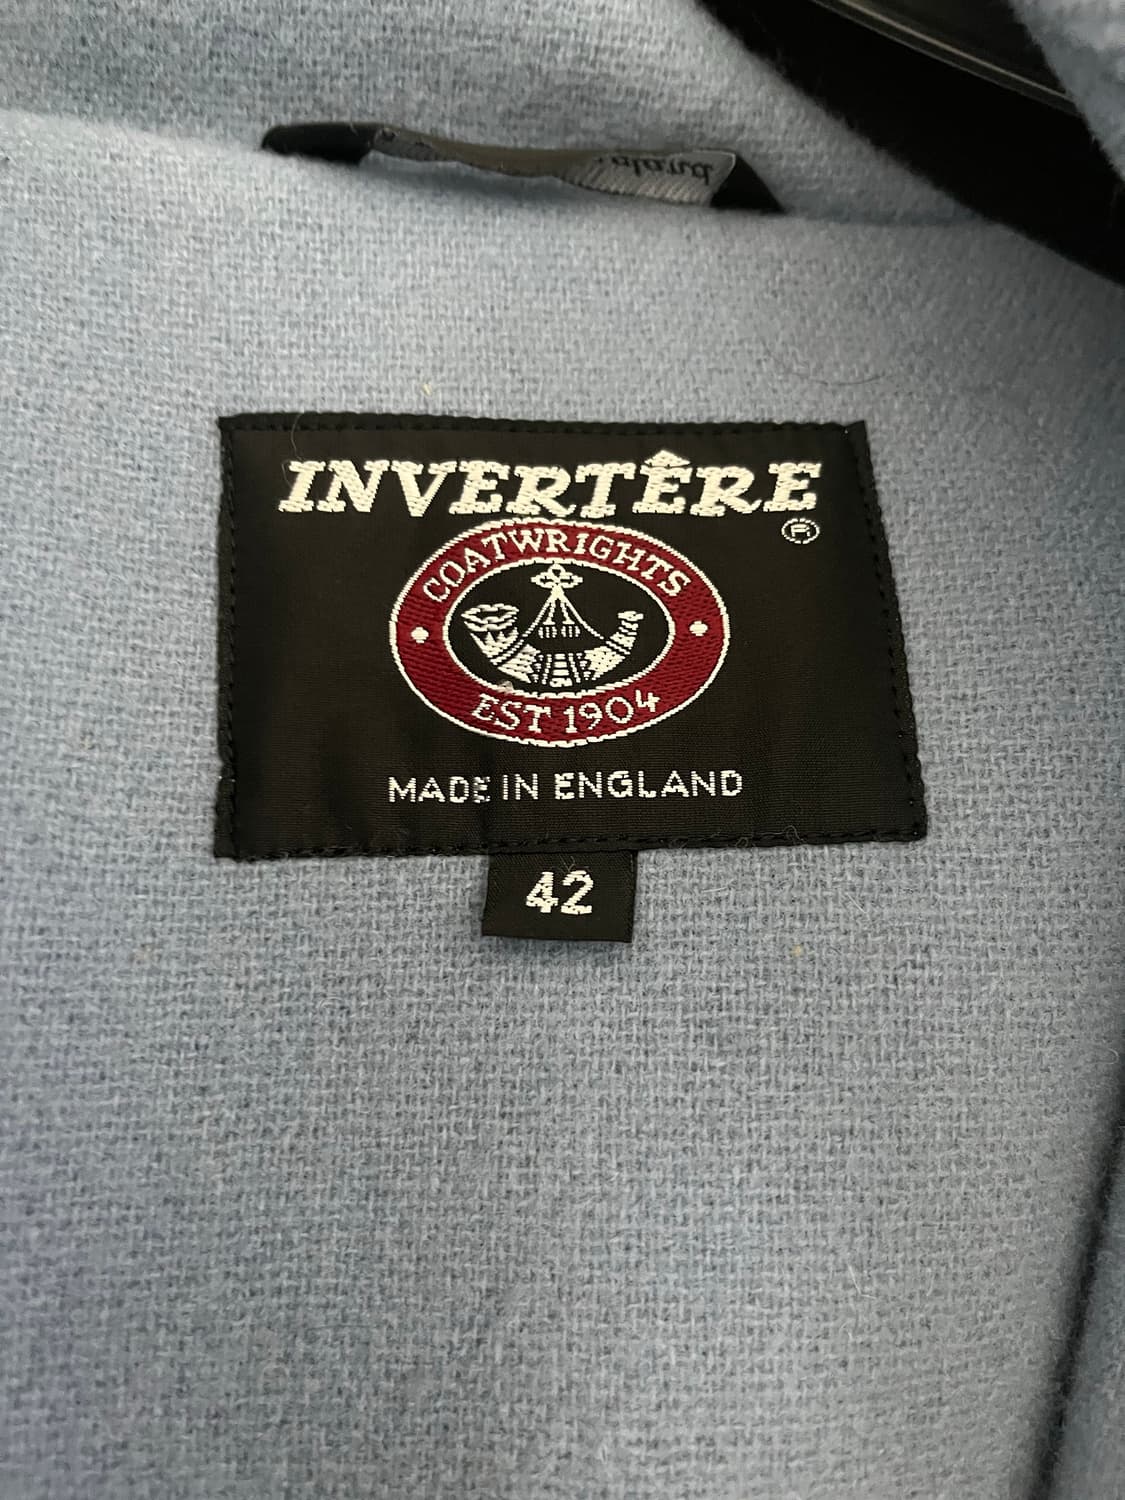 INVERTÊRE
®
COATWRIGHTS
EST 1904
MADE IN ENGLAND
42